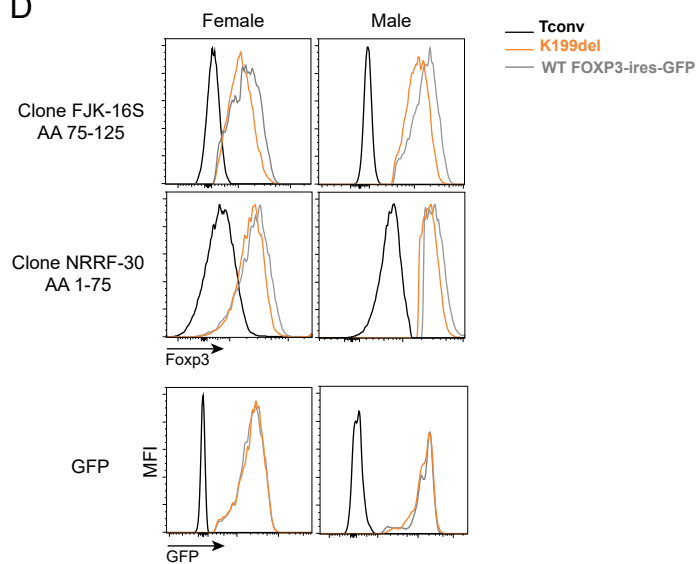 D
Female
Male
Tconv
K199del
WT FOXP3-ires-GFP
Clone FJK-16S
AA 75-125
Clone NRRF-30
AA 1-75
Foxp3
GFP
MFI
GFP